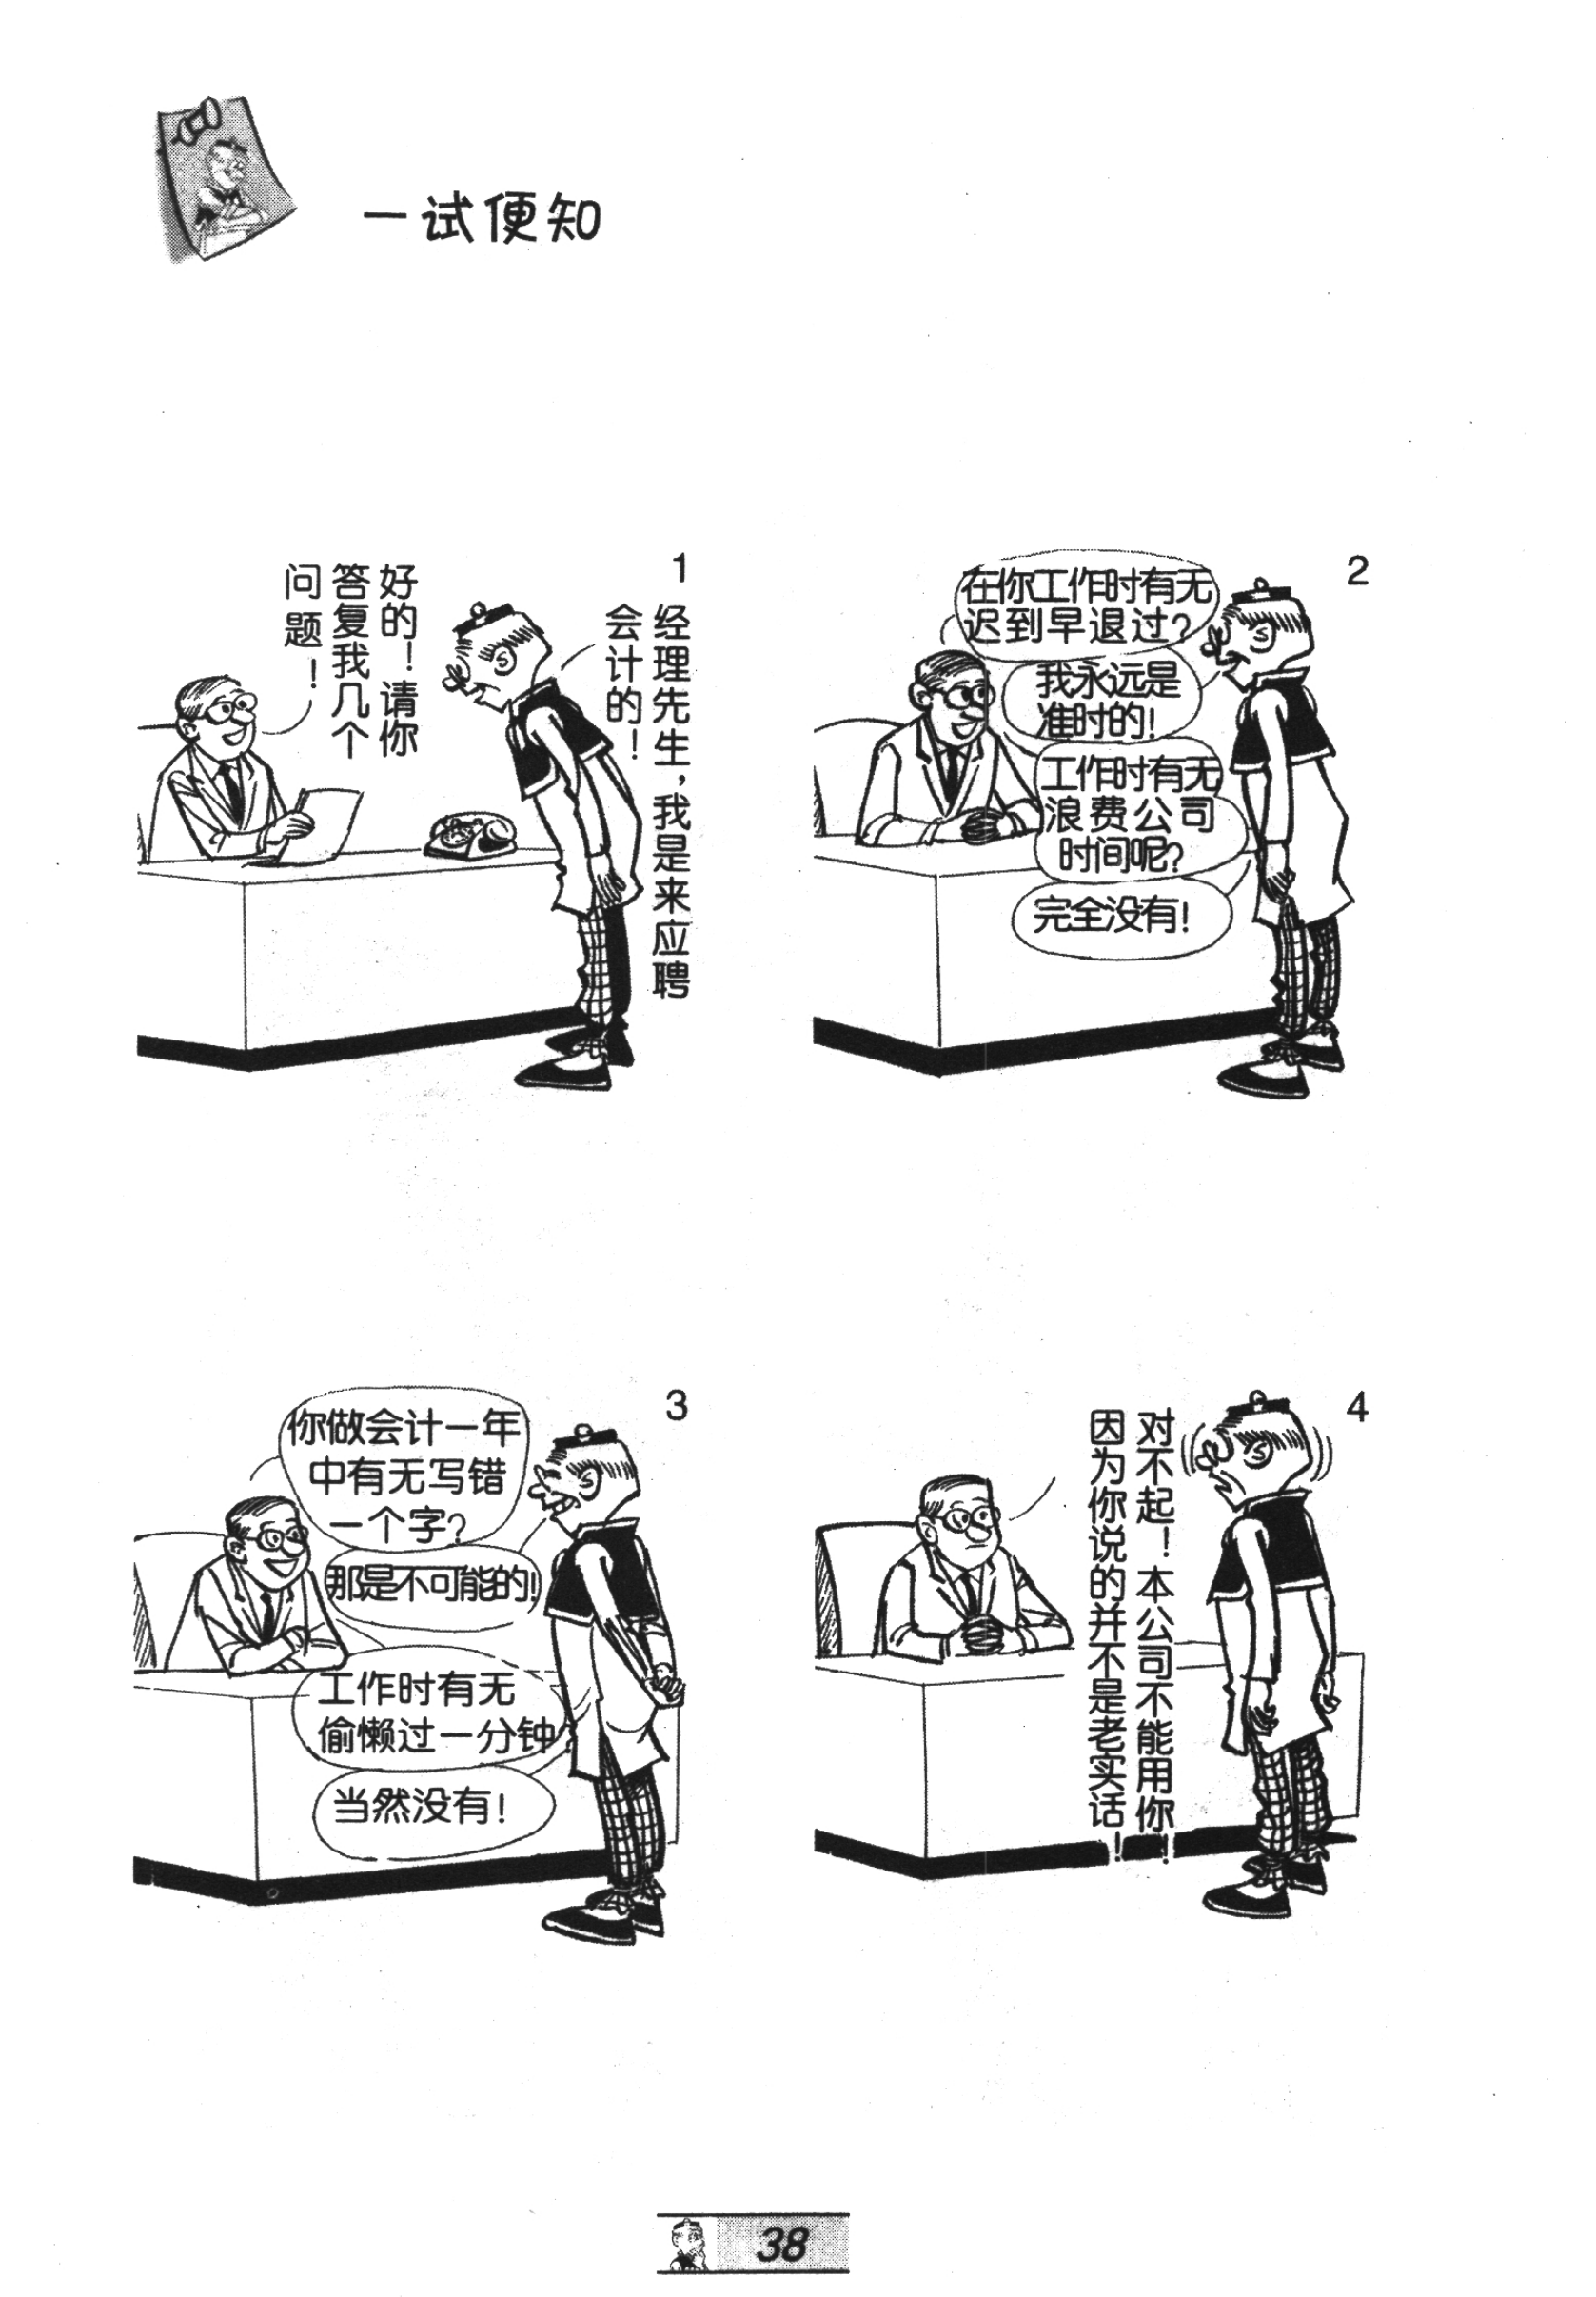 一试便知
1
经理先生，我是来应聘
会计的！
好的！请你
答复我几个
问题！
2
在你工作时有无
迟到早退过？
我永远是
准时的！
工作时有无
浪费公司
时间呢？
完全没有！
3
你做会计一年
中有无写错
一个字？
那是不可能的！
工作时有无
偷懒过一分钟？
当然没有！
4
对不起！本公司不能用你！
因为你说的并不是老实话！
38